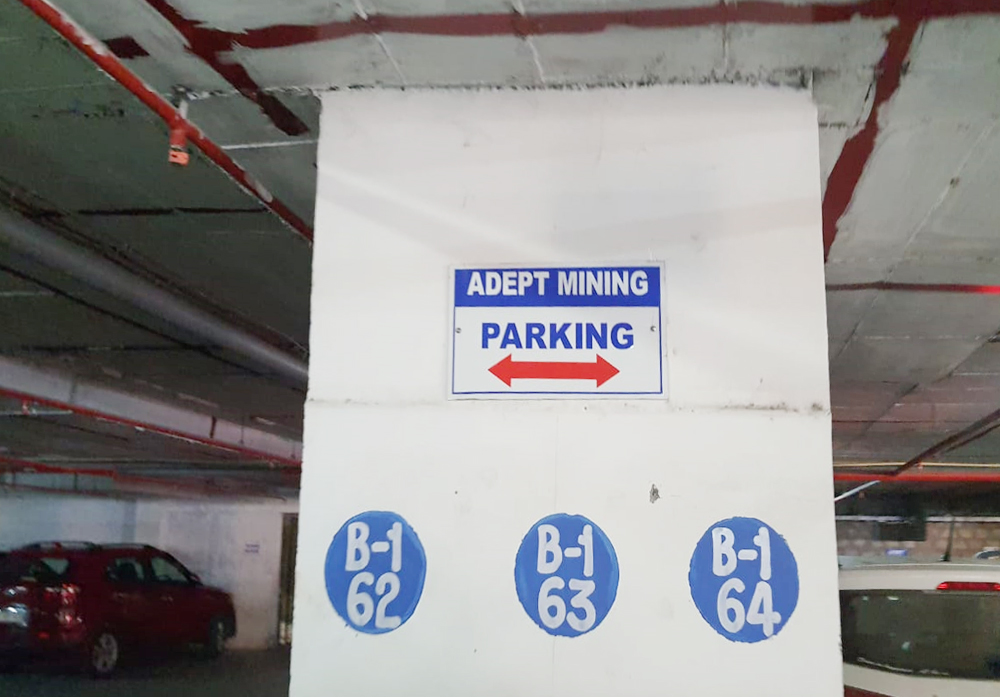 ADEPT MINING
PARKING
B-1
62
B-1
63
B-1
64